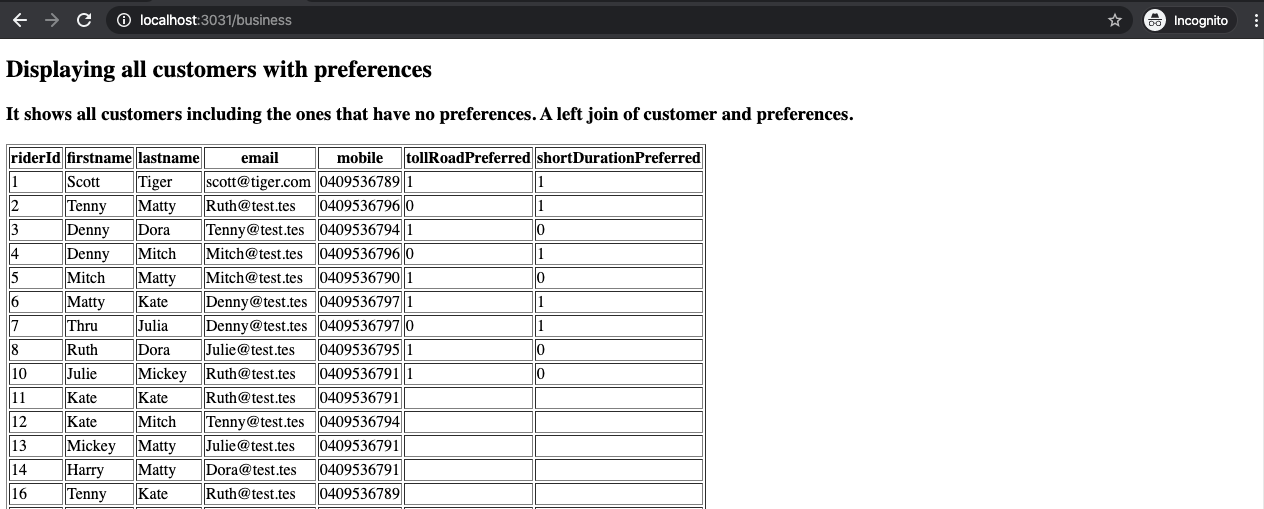 localhost:3031/business
Incognito
Displaying all customers with preferences
It shows all customers including the ones that have no preferences. A left join of customer and preferences.
riderId firstname lastname email mobile tollRoadPreferred shortDurationPreferred
1 Scott Tiger scott@tiger.com 0409536789 1 1
2 Tenny Matty Ruth@test.tes 0409536796 0 1
3 Denny Dora Tenny@test.tes 0409536794 1 0
4 Denny Mitch Mitch@test.tes 0409536796 0 1
5 Mitch Matty Mitch@test.tes 0409536790 1 0
6 Matty Kate Denny@test.tes 0409536797 1 1
7 Thru Julia Denny@test.tes 0409536797 0 1
8 Ruth Dora Julie@test.tes 0409536795 1 0
10 Julie Mickey Ruth@test.tes 0409536791 1 0
11 Kate Kate Ruth@test.tes 0409536791
12 Kate Mitch Tenny@test.tes 0409536794
13 Mickey Matty Julie@test.tes 0409536791
14 Harry Matty Dora@test.tes 0409536791
16 Tenny Kate Ruth@test.tes 0409536789